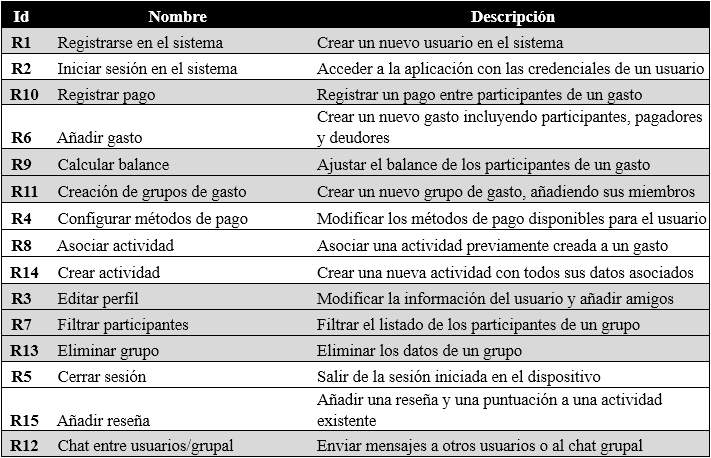 Id Nombre Descripción
R1 Registrarse en el sistema Crear un nuevo usuario en el sistema
R2 Iniciar sesión en el sistema Acceder a la aplicación con las credenciales de un usuario
R10 Registrar pago Registrar un pago entre participantes de un gasto
Crear un nuevo gasto incluyendo participantes, pagadores
R6 Añadir gasto y deudores
R9 Calcular balance Ajustar el balance de los participantes de un gasto
R11 Creación de grupos de gasto Crear un nuevo grupo de gasto, añadiendo sus miembros
R4 Configurar métodos de pago Modificar los métodos de pago disponibles para el usuario
R8 Asociar actividad Asociar una actividad previamente creada a un gasto
R14 Crear actividad Crear una nueva actividad con todos sus datos asociados
R3 Editar perfil Modificar la información del usuario y añadir amigos
R7 Filtrar participantes Filtrar el listado de los participantes de un grupo
R13 Eliminar grupo Eliminar los datos de un grupo
R5 Cerrar sesión Salir de la sesión iniciada en el dispositivo
Añadir una reseña y una puntuación a una actividad
R15 Añadir reseña existente
R12 Chat entre usuarios/grupal Enviar mensajes a otros usuarios o al chat grupal